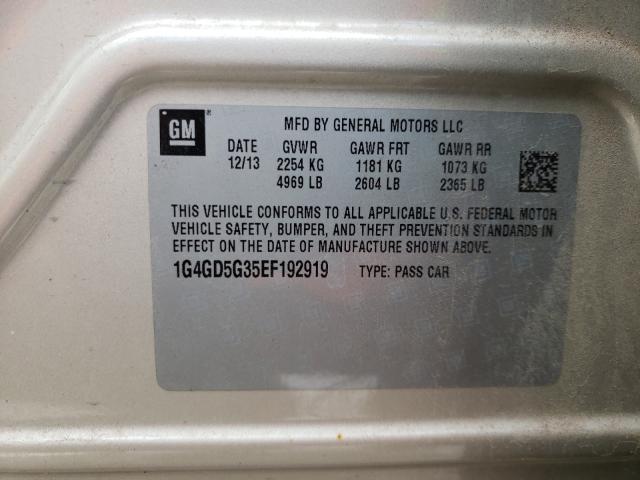 GM
MFD BY GENERAL MOTORS LLC
DATE GVWR GAWR FRT GAWR RR
12/13 2254 KG 1181 KG 1073 KG
4969 LB 2604 LB 2365 LB
THIS VEHICLE CONFORMS TO ALL APPLICABLE U.S. FEDERAL MOTOR
VEHICLE SAFETY, BUMPER, AND THEFT PREVENTION STANDARDS IN
EFFECT ON THE DATE OF MANUFACTURE SHOWN ABOVE.
1G4GD5G35EF192919 TYPE: PASS CAR